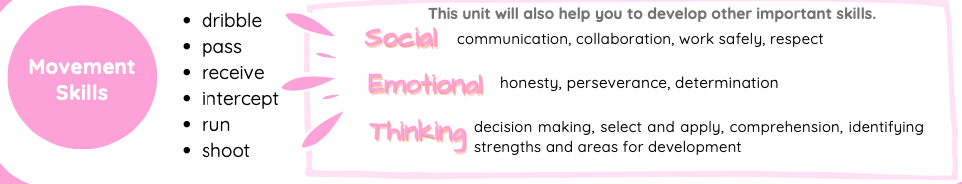 Movement
Skills
dribble
pass
receive
intercept
run
shoot
This unit will also help you to develop other important skills.
Social communication, collaboration, work safely, respect
Emotional honesty, perseverance, determination
Thinking decision making, select and apply, comprehension, identifying
strengths and areas for development